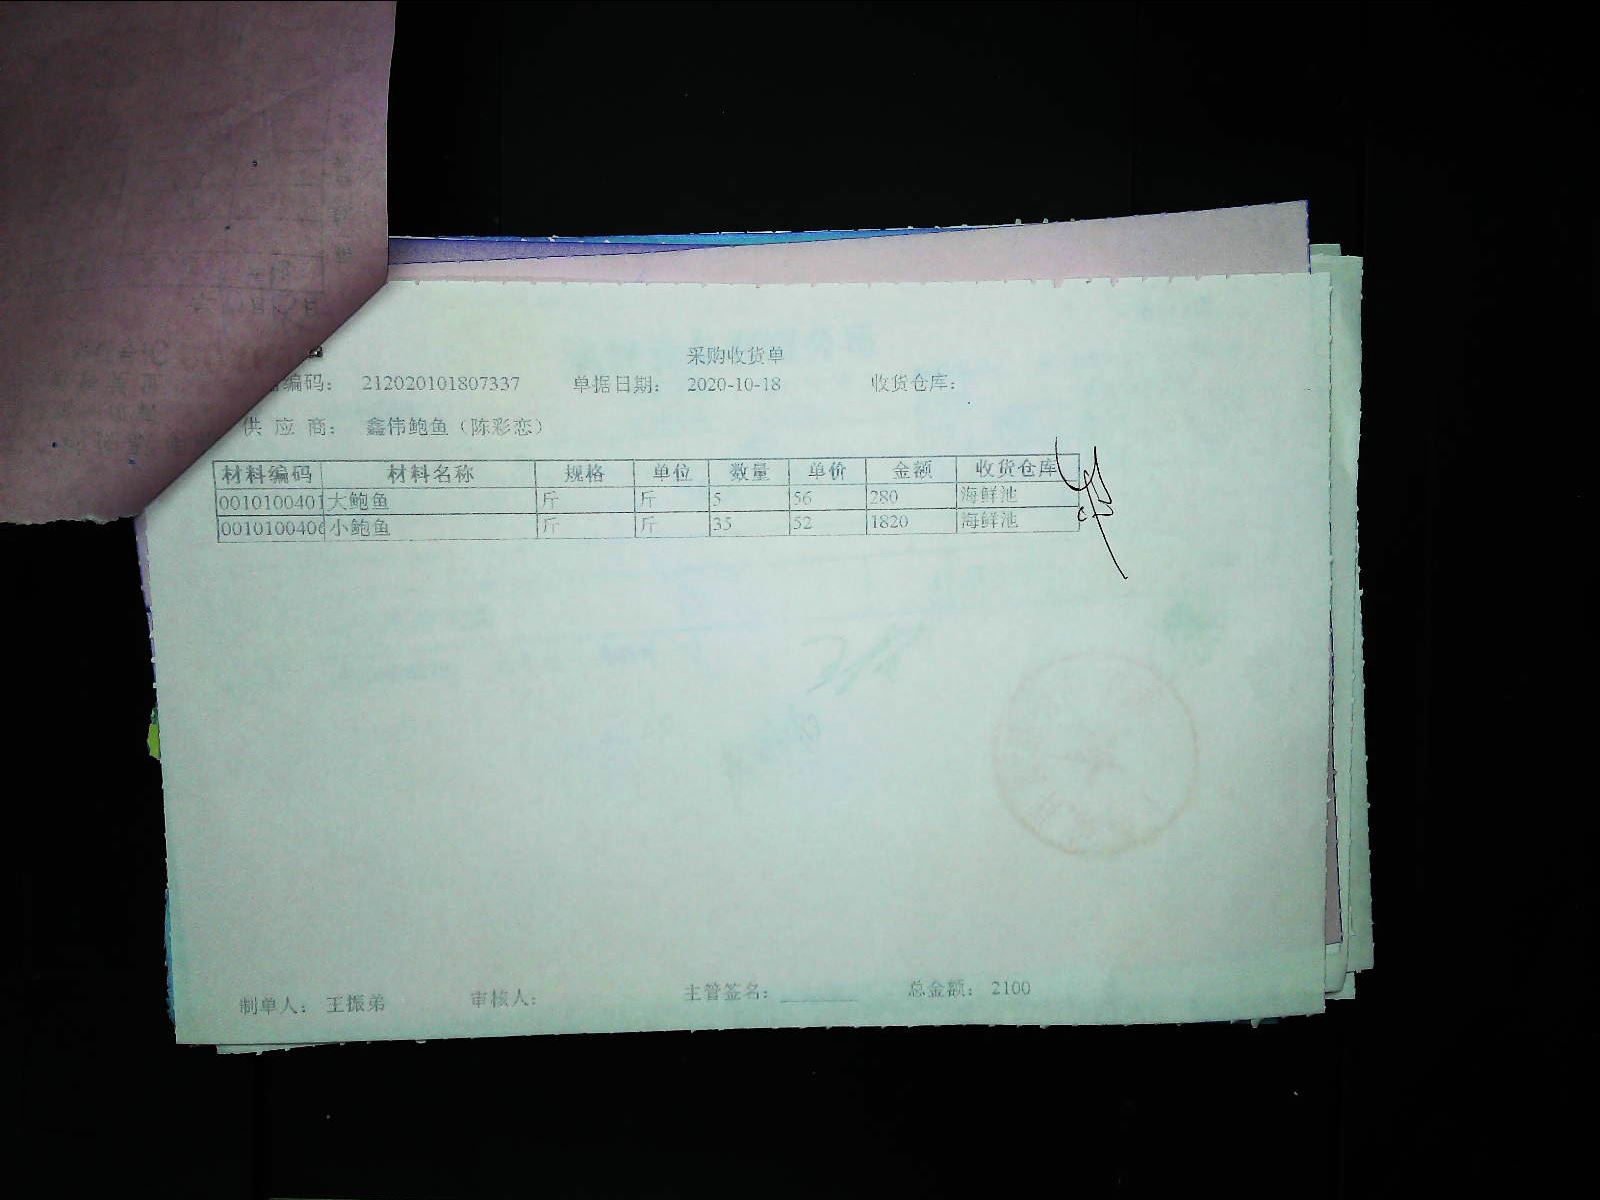 采购收货单
编码： 212020101807337 单据日期： 2020-10-18 收货仓库：
供 应 商： 鑫伟鲍鱼（陈彩恋）
材料编码 材料名称 规格 单位 数量 单价 金额 收货仓库
0010100401 大鲍鱼 斤 斤 5 56 280 海鲜池
001010040 小鲍鱼 斤 斤 35 52 1820 海鲜池
制单人： 王振弟 审核人： 主管签名： 总金额： 2100